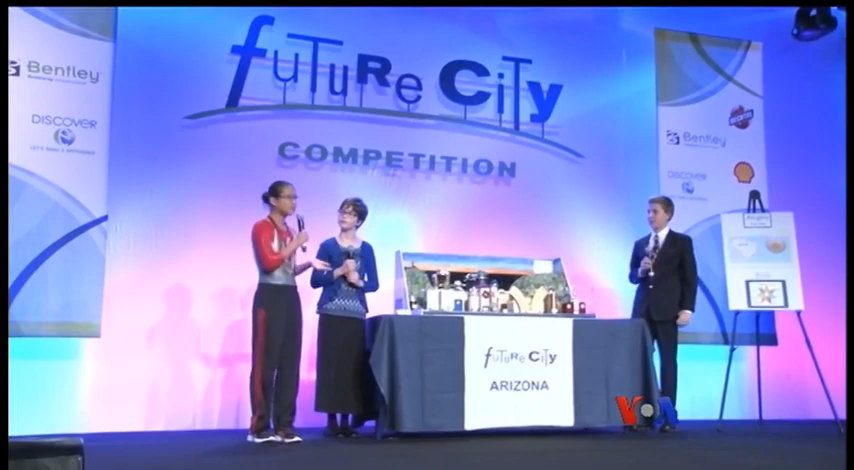 FuTuRe CiTy
COMPETITION
Bentley
DISCOVER
Bentley
DISCOVER
FuTuRe CiTy
ARIZONA
VOA